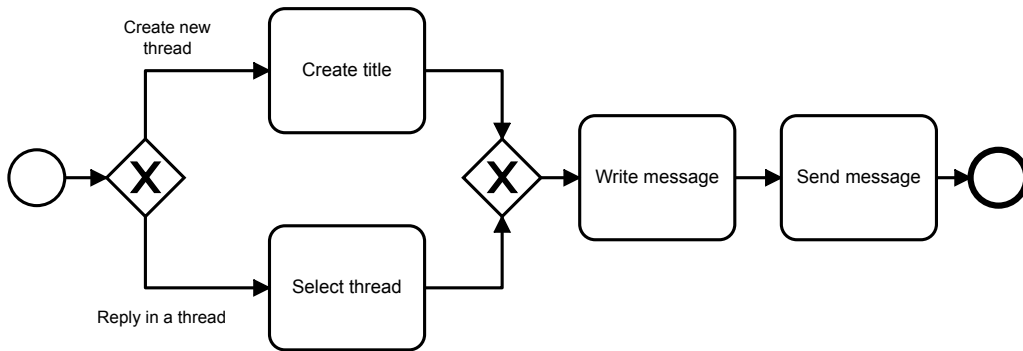 Create new
thread
Create title
X
X
Write message
Send message
Select thread
Reply in a thread